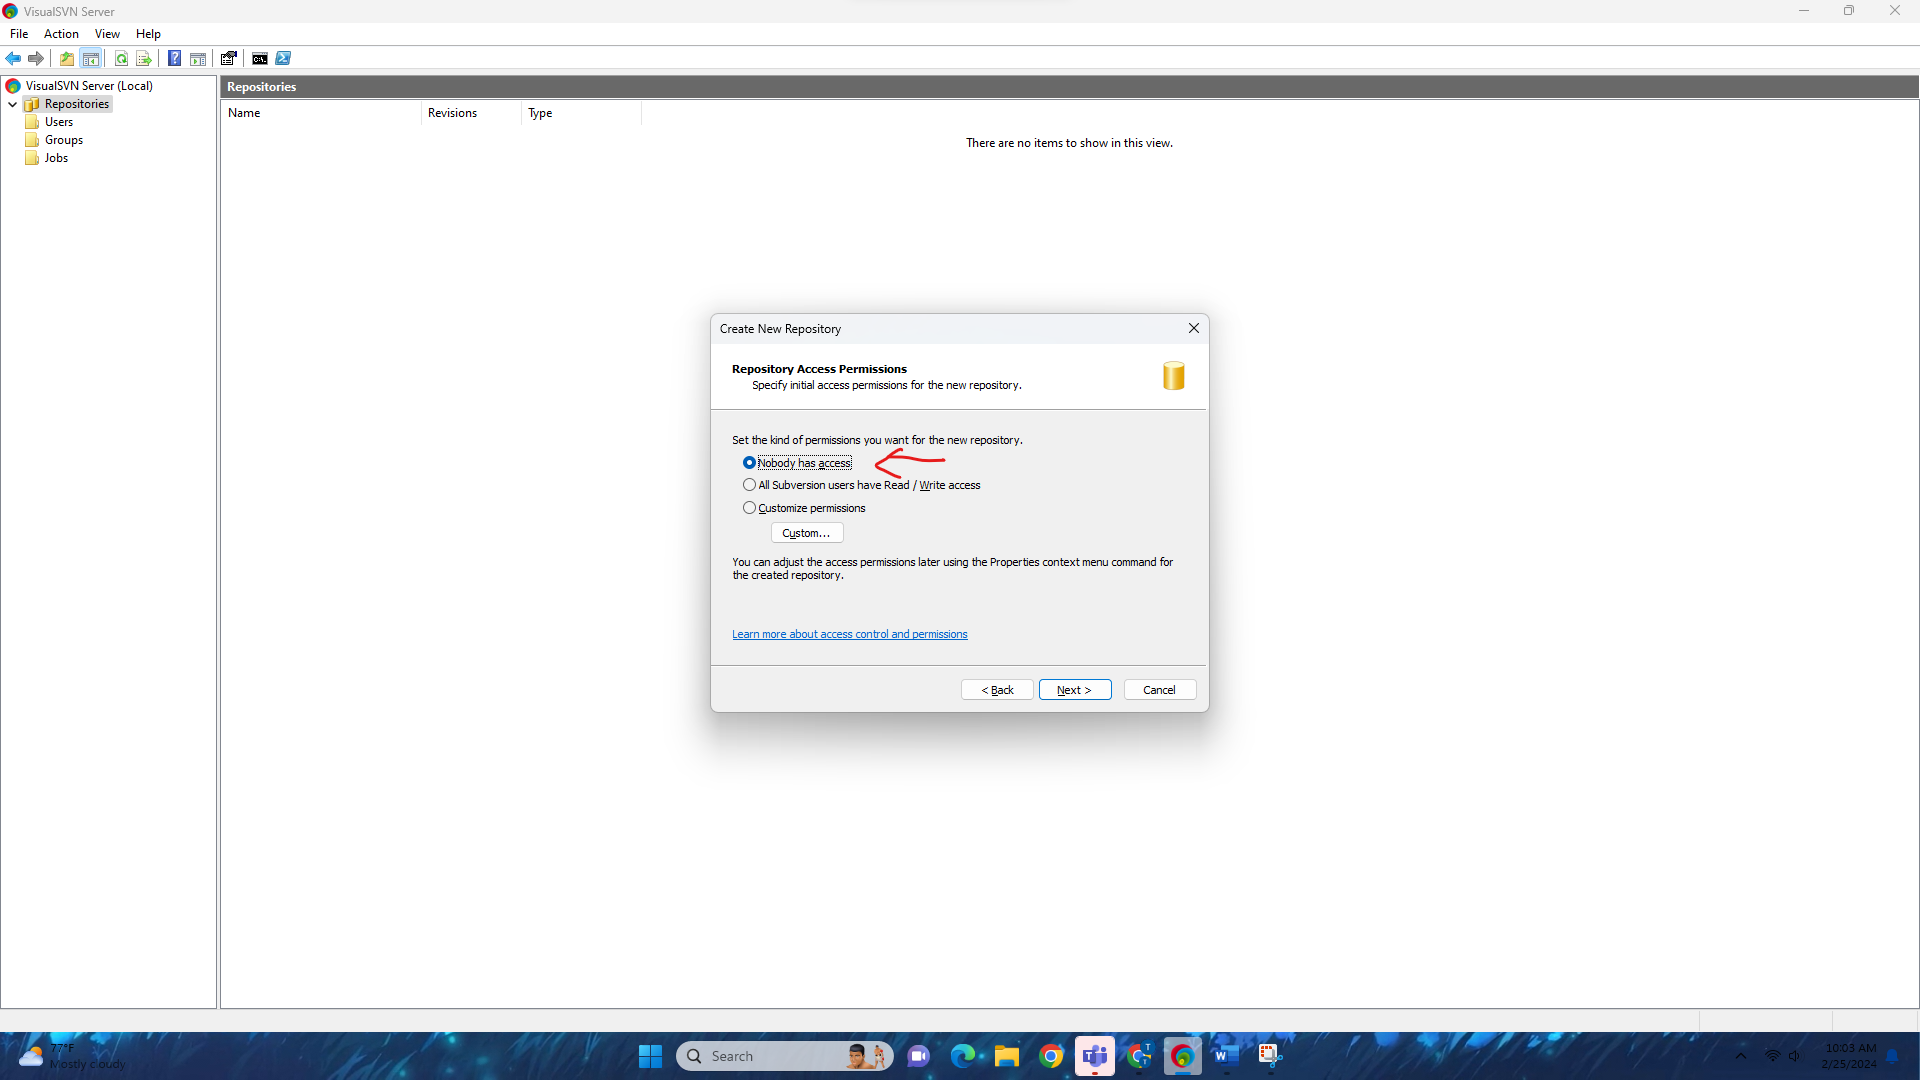 VisualSVN Server
File Action View Help
VisualSVN Server (Local)
Repositories
Users
Groups
Jobs
Repositories
Name Revisions Type
There are no items to show in this view.
Create New Repository
Repository Access Permissions
Specify initial access permissions for the new repository.
Set the kind of permissions you want for the new repository.
Nobody has access
All Subversion users have Read / Write access
Customize permissions
Custom...
You can adjust the access permissions later using the Properties context menu command for
the created repository.
Learn more about access control and permissions
< Back Next > Cancel
77°F
Mostly cloudy
Search
10:03 AM
2/25/2024